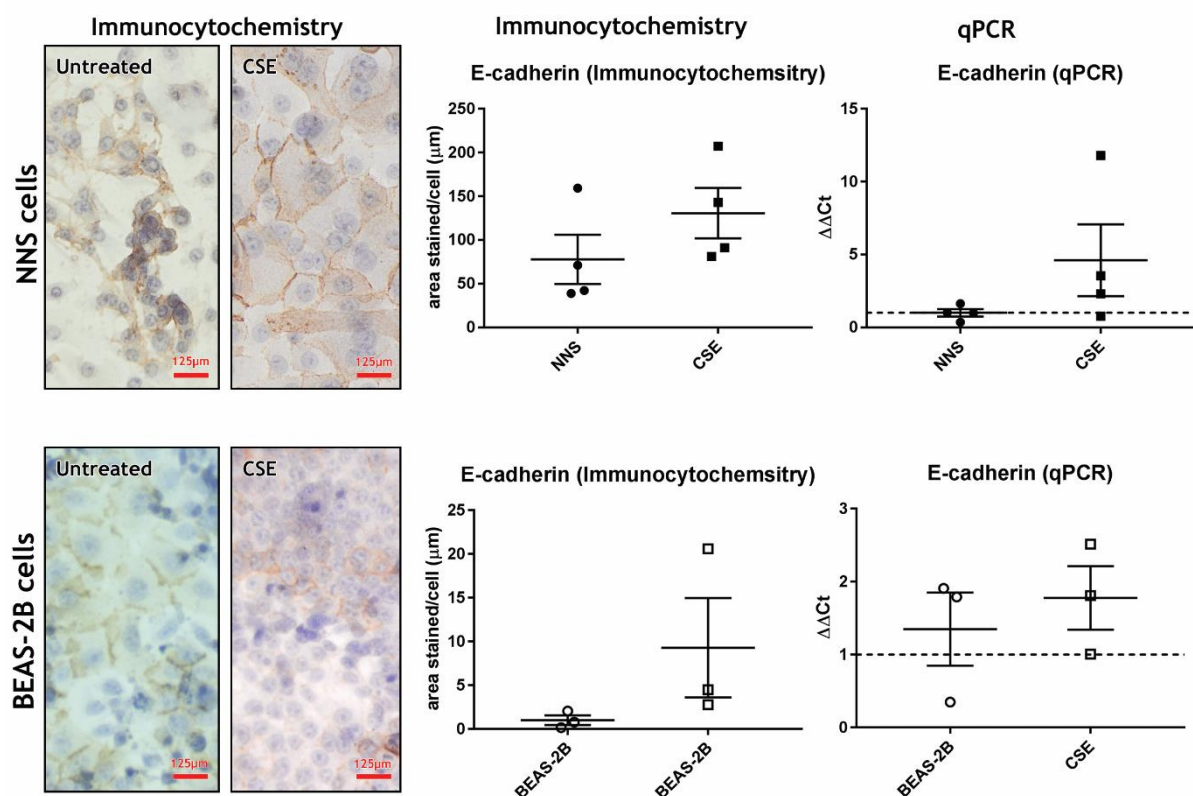 Immunocytochemistry
Immunocytochemistry
qPCR
NNS cells
Untreated
125μm
CSE
125μm
E-cadherin (Immunocytochemsitry)
area stained/cell (μm)
250
200
150
100
50
0
NNS
CSE
E-cadherin (qPCR)
ΔΔCt
15
10
5
0
NNS
CSE
BEAS-2B cells
Untreated
125μm
CSE
125μm
E-cadherin (Immunocytochemsitry)
area stained/cell (μm)
25
20
15
10
5
0
BEAS-2B
BEAS-2B
E-cadherin (qPCR)
ΔΔCt
3
2
1
0
BEAS-2B
CSE